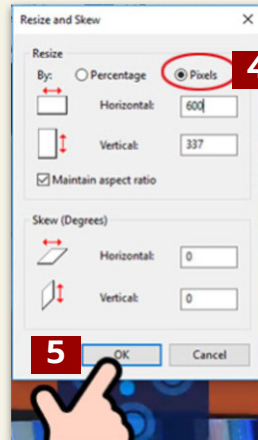 Resize and Skew
Resize
By: Percentage Pixels
4
Horizontal: 600
Vertical: 337
Maintain aspect ratio
Skew (Degrees)
Horizontal: 0
Vertical: 0
5
OK Cancel